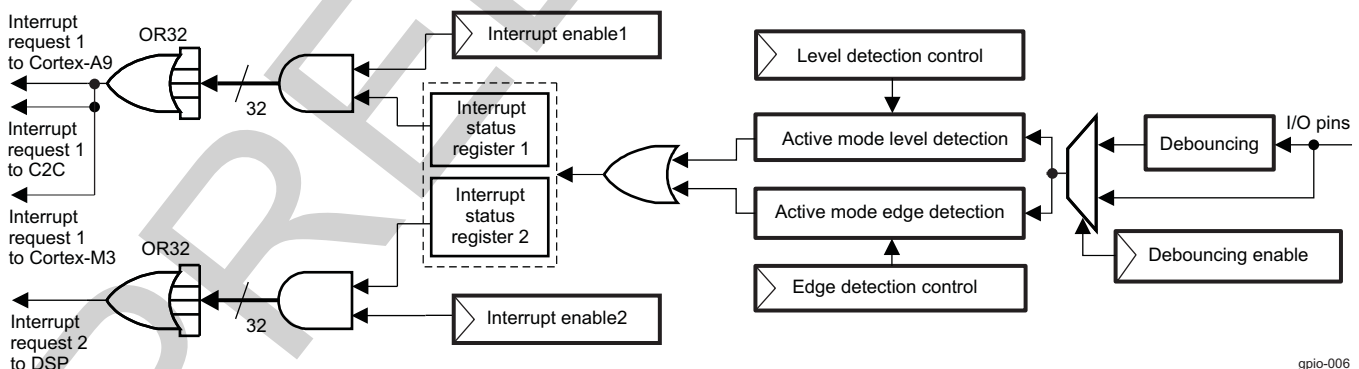 Interrupt
request 1
to Cortex-A9
OR32
32
Interrupt enable1
Interrupt
request 1
to C2C
Interrupt
request 1
to Cortex-M3
Interrupt
status
register 1
Interrupt
status
register 2
Level detection control
Active mode level detection
Active mode edge detection
Edge detection control
Debouncing
I/O pins
Debouncing enable
OR32
32
Interrupt enable2
Interrupt
request 2
to DSP
PRE
gpio-006